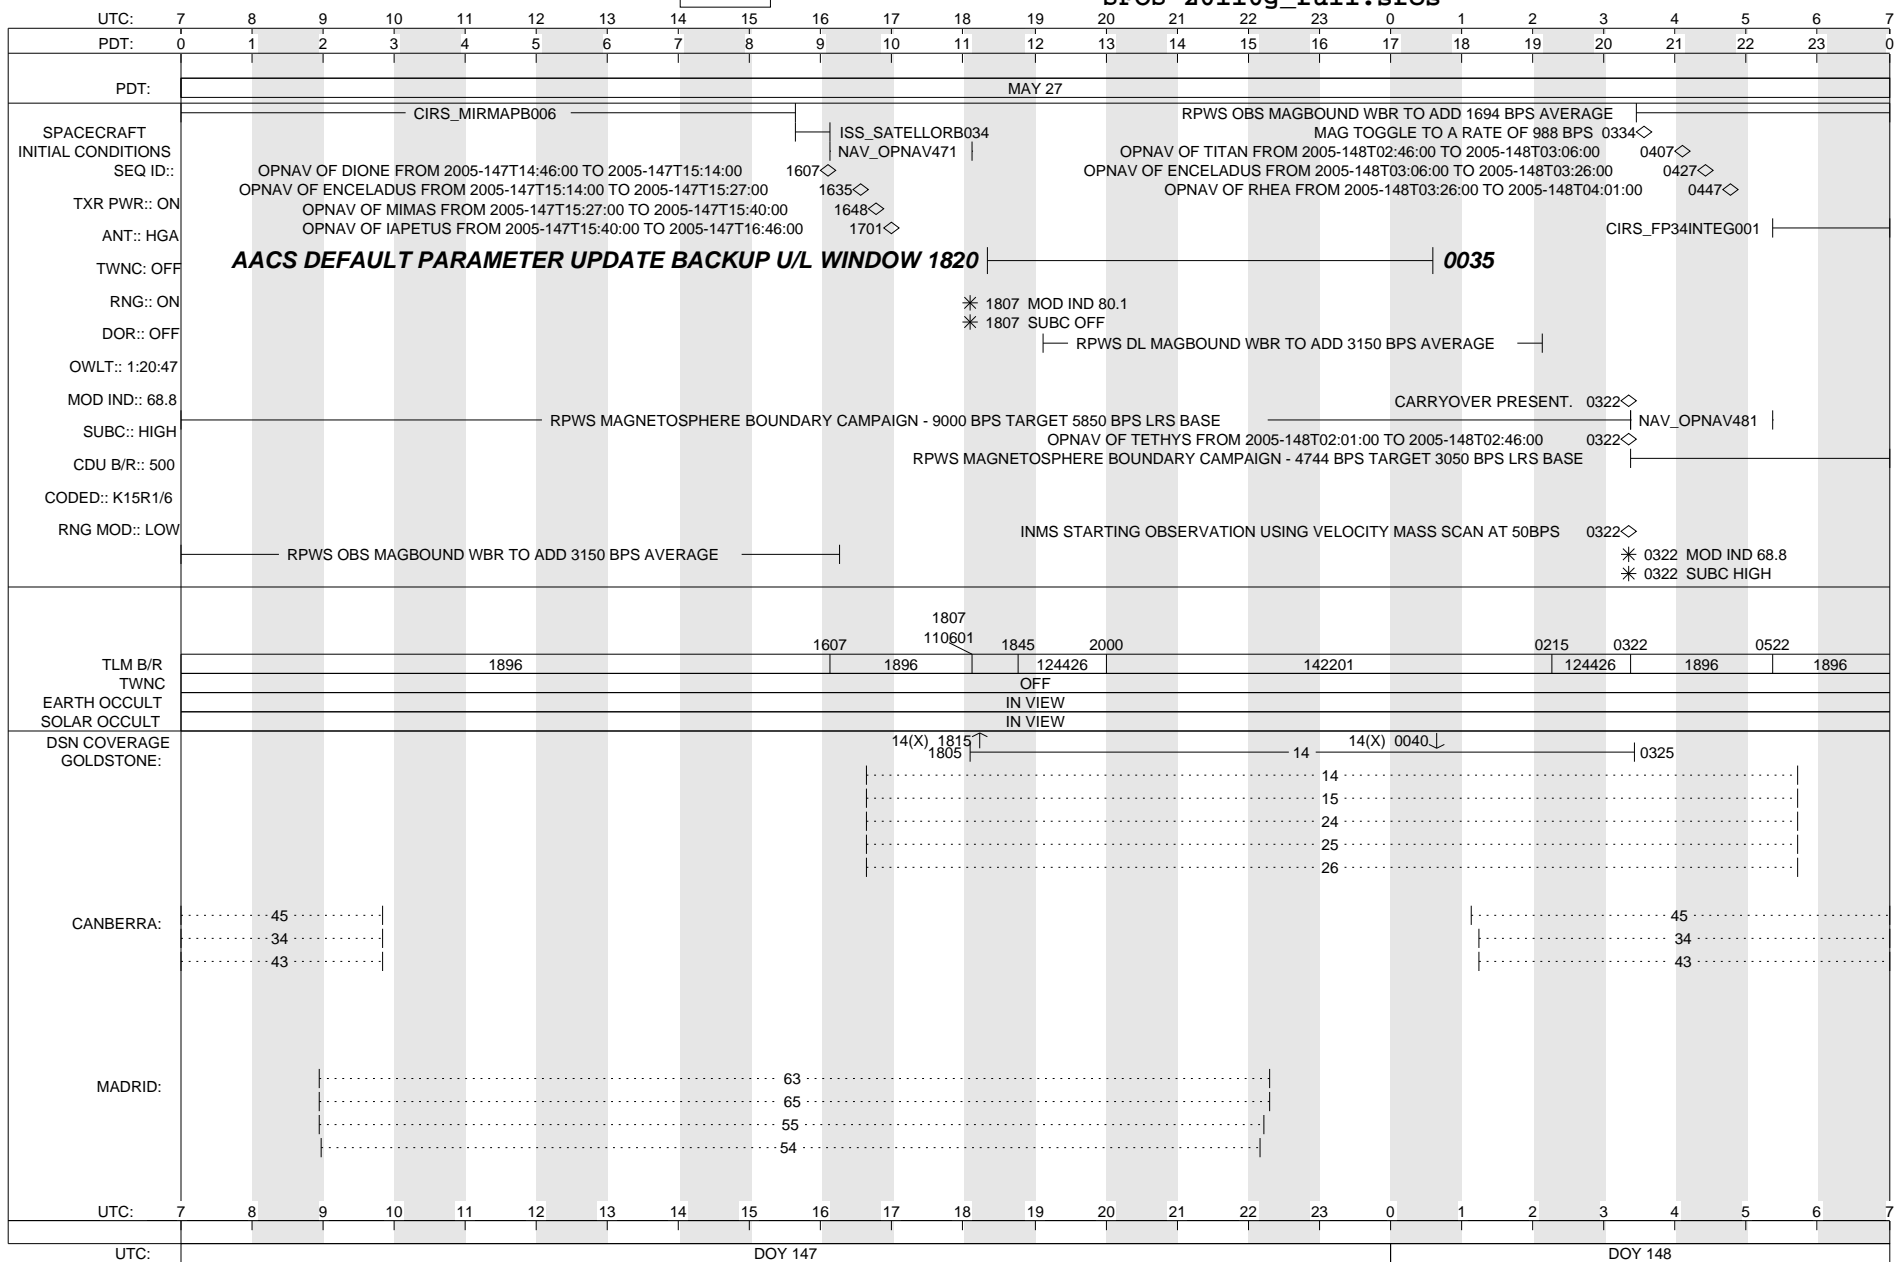 UTC: 7 8 9 10 11 12 13 14 15 16 17 18 19 20 21 22 23 0 1 2 3 4 5 6 7
PDT: 0 1 2 3 4 5 6 7 8 9 10 11 12 13 14 15 16 17 18 19 20 21 22 23 0
PDT: MAY 27
CIRS_MIRMAPB006 RPWS OBS MAGBOUND WBR TO ADD 1694 BPS AVERAGE
SPACECRAFT ISS_SATELLORB034 MAG TOGGLE TO A RATE OF 988 BPS 0334
INITIAL CONDITIONS NAV_OPNAV471 OPNAV OF TITAN FROM 2005-148T02:46:00 TO 2005-148T03:06:00 0407
SEQ ID:: OPNAV OF DIONE FROM 2005-147T14:46:00 TO 2005-147T15:14:00 1607 OPNAV OF ENCELADUS FROM 2005-148T03:06:00 TO 2005-148T03:26:00 0427
OPNAV OF ENCELADUS FROM 2005-147T15:14:00 TO 2005-147T15:27:00 1635 OPNAV OF RHEA FROM 2005-148T03:26:00 TO 2005-148T04:01:00 0447
TXR PWR:: ON OPNAV OF MIMAS FROM 2005-147T15:27:00 TO 2005-147T15:40:00 1648
ANT:: HGA OPNAV OF IAPETUS FROM 2005-147T15:40:00 TO 2005-147T16:46:00 1701 CIRS_FP34INTEG001
TWNC: OFF AACS DEFAULT PARAMETER UPDATE BACKUP U/L WINDOW 1820 0035
RNG:: ON 1807 MOD IND 80.1
DOR:: OFF 1807 SUBC OFF
RPWS DL MAGBOUND WBR TO ADD 3150 BPS AVERAGE
OWLT:: 1:20:47
MOD IND:: 68.8 CARRYOVER PRESENT. 0322
RPWS MAGNETOSPHERE BOUNDARY CAMPAIGN - 9000 BPS TARGET 5850 BPS LRS BASE NAV_OPNAV481
SUBC:: HIGH OPNAV OF TETHYS FROM 2005-148T02:01:00 TO 2005-148T02:46:00 0322
CDU B/R:: 500 RPWS MAGNETOSPHERE BOUNDARY CAMPAIGN - 4744 BPS TARGET 3050 BPS LRS BASE
CODED:: K15R1/6
RNG MOD:: LOW INMS STARTING OBSERVATION USING VELOCITY MASS SCAN AT 50BPS 0322
RPWS OBS MAGBOUND WBR TO ADD 3150 BPS AVERAGE 0322 MOD IND 68.8
0322 SUBC HIGH
1807
1607 110601 1845 2000 0215 0322 0522
TLM B/R 1896 1896 124426 142201 124426 1896 1896
TWNC OFF
EARTH OCCULT IN VIEW
SOLAR OCCULT IN VIEW
DSN COVERAGE 14(X) 1815 14(X) 0040
GOLDSTONE: 1805 14 0325
14
15
24
25
26
CANBERRA: 45 45
34 34
43 43
MADRID: 63
65
55
54
UTC: 7 8 9 10 11 12 13 14 15 16 17 18 19 20 21 22 23 0 1 2 3 4 5 6 7
UTC: DOY 147 DOY 148